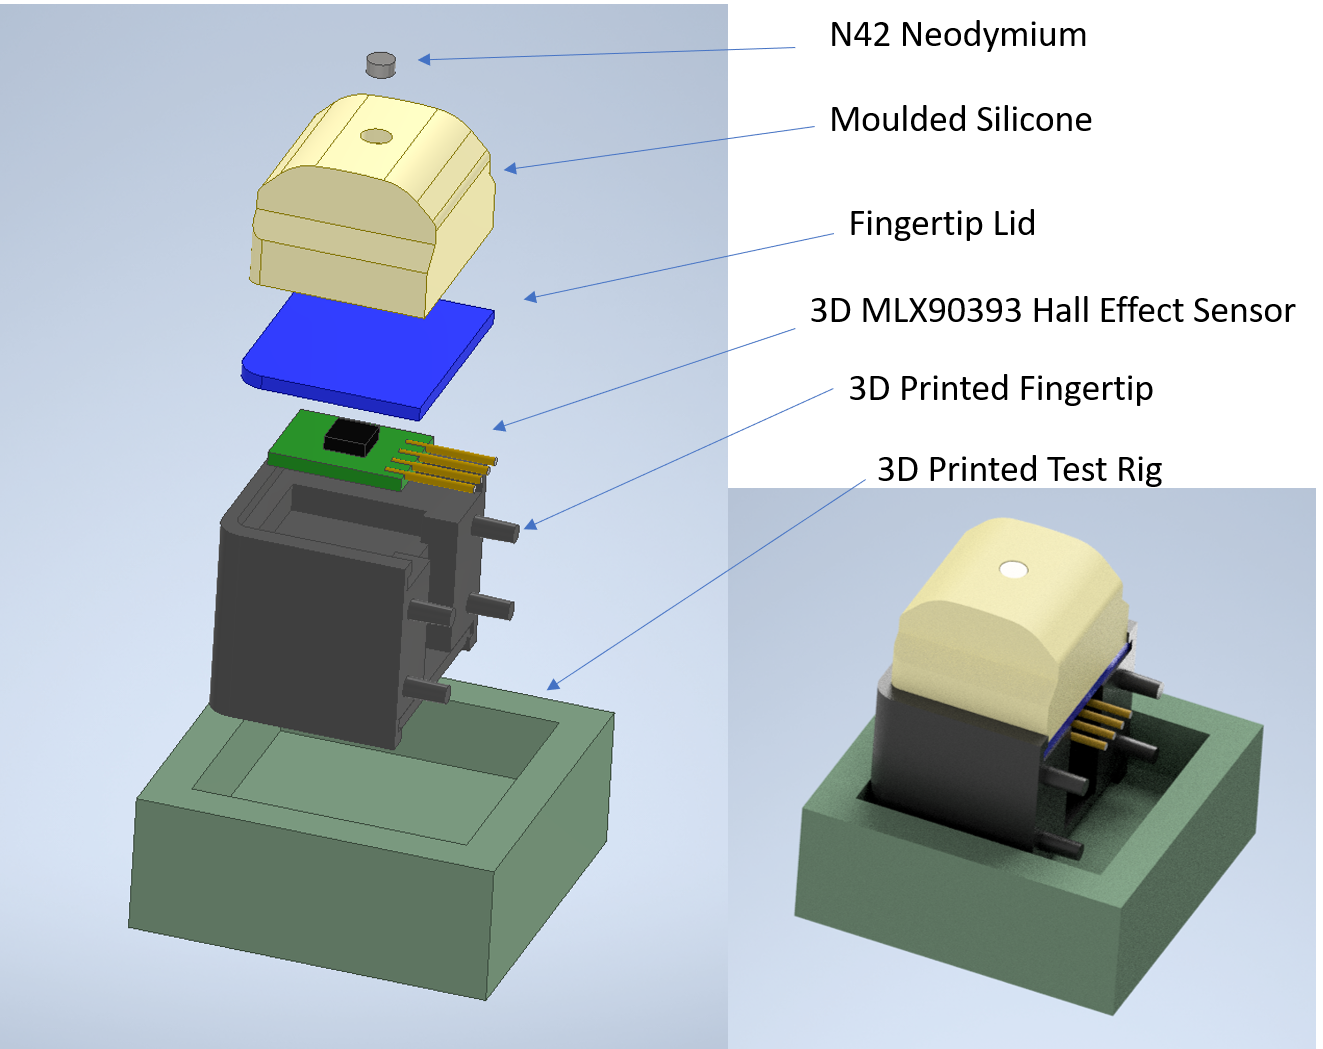 N42 Neodymium
Moulded Silicone
Fingertip Lid
3D MLX90393 Hall Effect Sensor
3D Printed Fingertip
3D Printed Test Rig